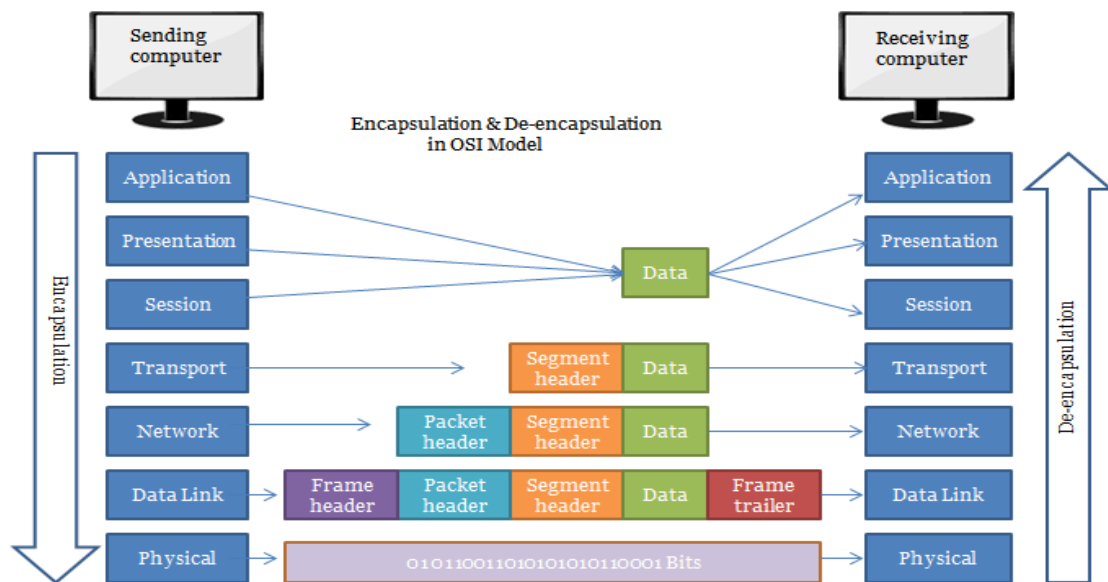 Sending
computer
Receiving
computer
Encapsulation & De-encapsulation
in OSI Model
Encapsulation
De-encapsulation
Application
Application
Presentation
Presentation
Data
Session
Session
Transport
Segment
header
Data
Transport
Network
Packet
header
Segment
header
Data
Network
Data Link
Frame
header
Packet
header
Segment
header
Data
Frame
trailer
Data Link
Physical
010110011010101010110001 Bits
Physical